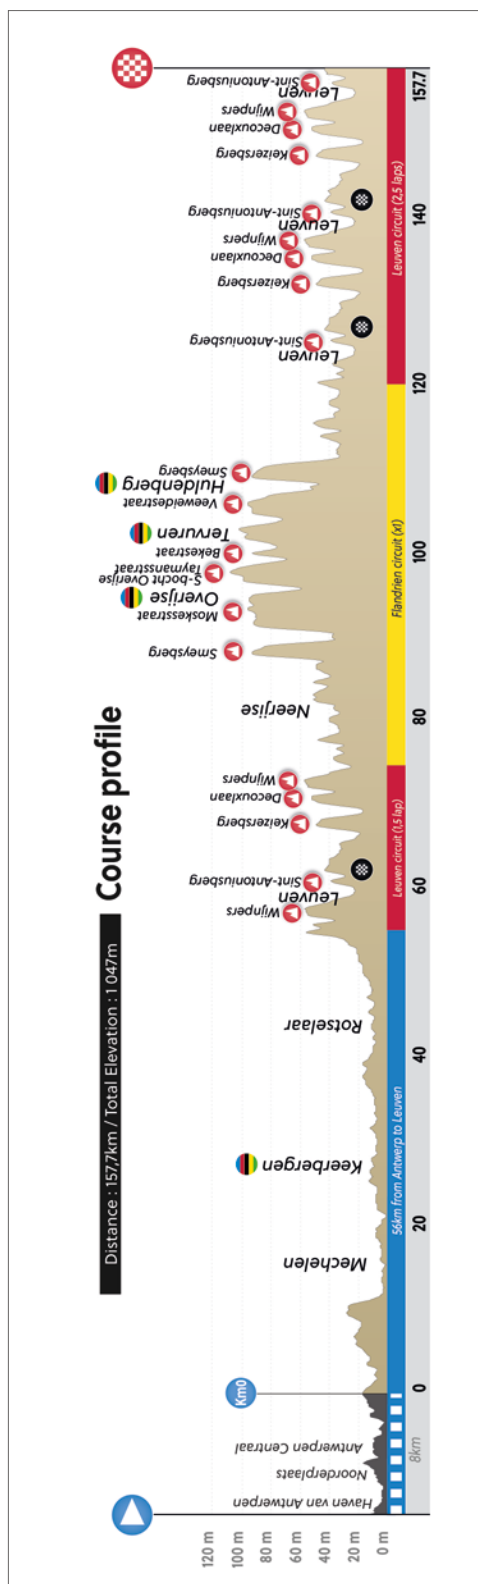 Course profile
Distance : 157,7km / Total Elevation : 1 047m
120 m
100 m
80 m
60 m
40 m
20 m
0 m
Haven van Antwerpen
Noorderplaats
Antwerpen Centraal
Km0
Mechelen
Keerbergen
Rotselaar
Wijnpers
Leuven
Sint-Antoniusberg
Keizersberg
Decouxlaan
Wijnpers
Neerijse
Smeysberg
Moskesstraat
Overijse
S-bocht Overijse
Taymansstraat
Bekestraat
Tervuren
Veeweidestraat
Huldenberg
Smeysberg
Leuven
Sint-Antoniusberg
Keizersberg
Decouxlaan
Wijnpers
Leuven
Sint-Antoniusberg
Keizersberg
Decouxlaan
Wijnpers
Leuven
Sint-Antoniusberg
56km from Antwerp to Leuven
Leuven circuit (1,5 lap)
Flandrien circuit (x1)
Leuven circuit (2,5 laps)
8km
0
20
40
60
80
100
120
140
157.7